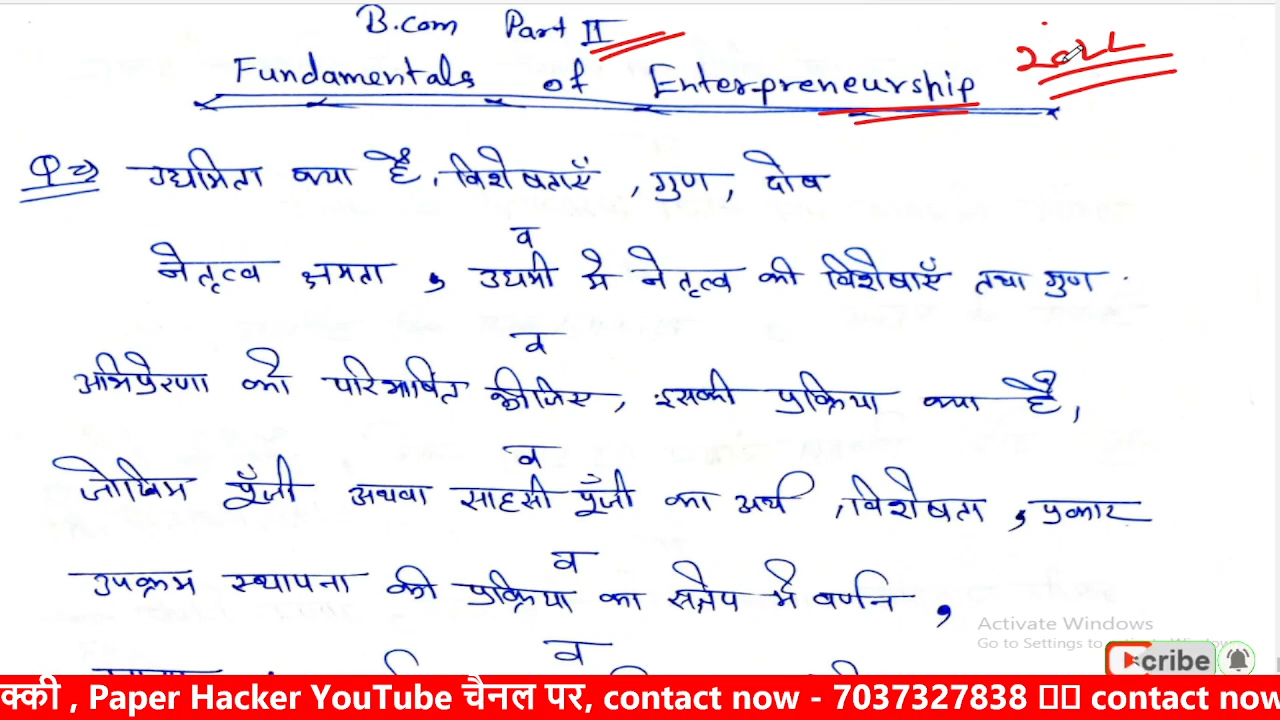 B.Com Part II
2022
Fundamentals of Enterpreneurship
Q⇒ उद्यमिता क्या है, विशेषताएँ, गुण, दोष
व
नेतृत्व क्षमता, उद्यमी मे नेतृत्व की विशेषाएँ तथा गुण
व
अभिप्रेरणा को परिभाषित कीजिए, इसकी प्रक्रिया क्या है,
व
जोखिम पूँजी अथवा साहसी पूँजी का अर्थ, विशेषता, प्रकार
व
उपक्रम स्थापना की प्रक्रिया का संक्षेप में वर्णन,
व
Activate Windows
Go to Settings to activate Windows.
cribe
क्की , Paper Hacker YouTube चैनल पर, contact now - 7037327838 contact now